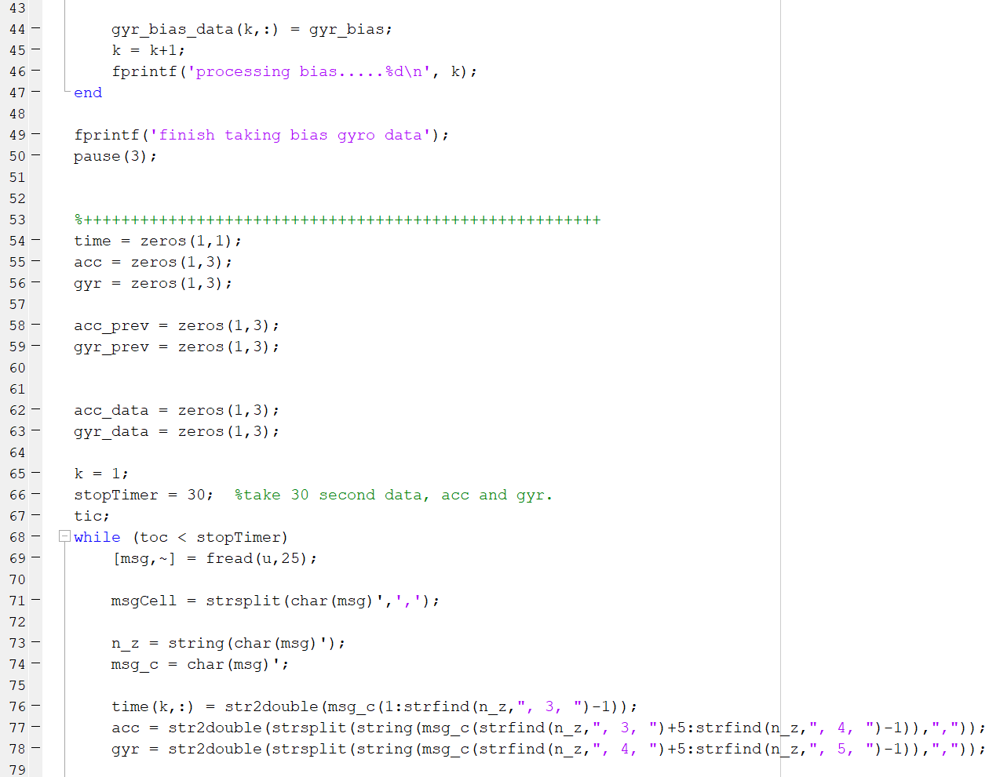 43
44 – gyr_bias_data(k,:) = gyr_bias;
45 – k = k+1;
46 – fprintf('processing bias.....%d\n', k);
47 – end
48
49 – fprintf('finish taking bias gyro data');
50 – pause(3);
51
52
53 %+++++++++++++++++++++++++++++++++++++++++++++++++++++++
54 – time = zeros(1,1);
55 – acc = zeros(1,3);
56 – gyr = zeros(1,3);
57
58 – acc_prev = zeros(1,3);
59 – gyr_prev = zeros(1,3);
60
61
62 – acc_data = zeros(1,3);
63 – gyr_data = zeros(1,3);
64
65 – k = 1;
66 – stopTimer = 30; %take 30 second data, acc and gyr.
67 – tic;
68 – while (toc < stopTimer)
69 – [msg,~] = fread(u,25);
70
71 – msgCell = strsplit(char(msg)',',');
72
73 – n_z = string(char(msg)');
74 – msg_c = char(msg)';
75
76 – time(k,:) = str2double(msg_c(1:strfind(n_z,", 3, ")-1));
77 – acc = str2double(strsplit(string(msg_c(strfind(n_z,", 3, ")+5:strfind(n_z,", 4, ")-1)),","));
78 – gyr = str2double(strsplit(string(msg_c(strfind(n_z,", 4, ")+5:strfind(n_z,", 5, ")-1)),","));
79